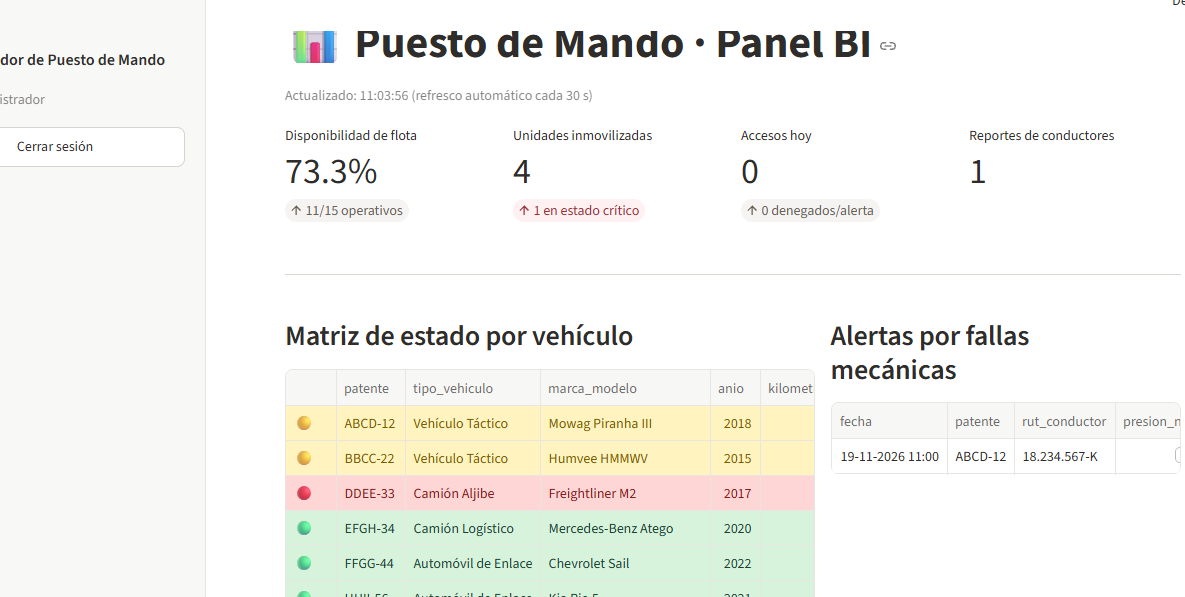 dor de Puesto de Mando
istrador
Cerrar sesión
Puesto de Mando • Panel BI
Actualizado: 11:03:56 (refresco automático cada 30 s)
Disponibilidad de flota
73.3%
↑ 11/15 operativos
Unidades inmovilizadas
4
↑ 1 en estado crítico
Accesos hoy
0
↑ 0 denegados/alerta
Reportes de conductores
1
Matriz de estado por vehículo
patente tipo_vehiculo marca_modelo anio kilomet
ABCD-12 Vehículo Táctico Mowag Piranha III 2018
BBCC-22 Vehículo Táctico Humvee HMMWV 2015
DDEE-33 Camión Aljibe Freightliner M2 2017
EFGH-34 Camión Logístico Mercedes-Benz Atego 2020
FFGG-44 Automóvil de Enlace Chevrolet Sail 2022
Alertas por fallas
mecánicas
fecha patente rut_conductor presion_n
19-11-2026 11:00 ABCD-12 18.234.567-K